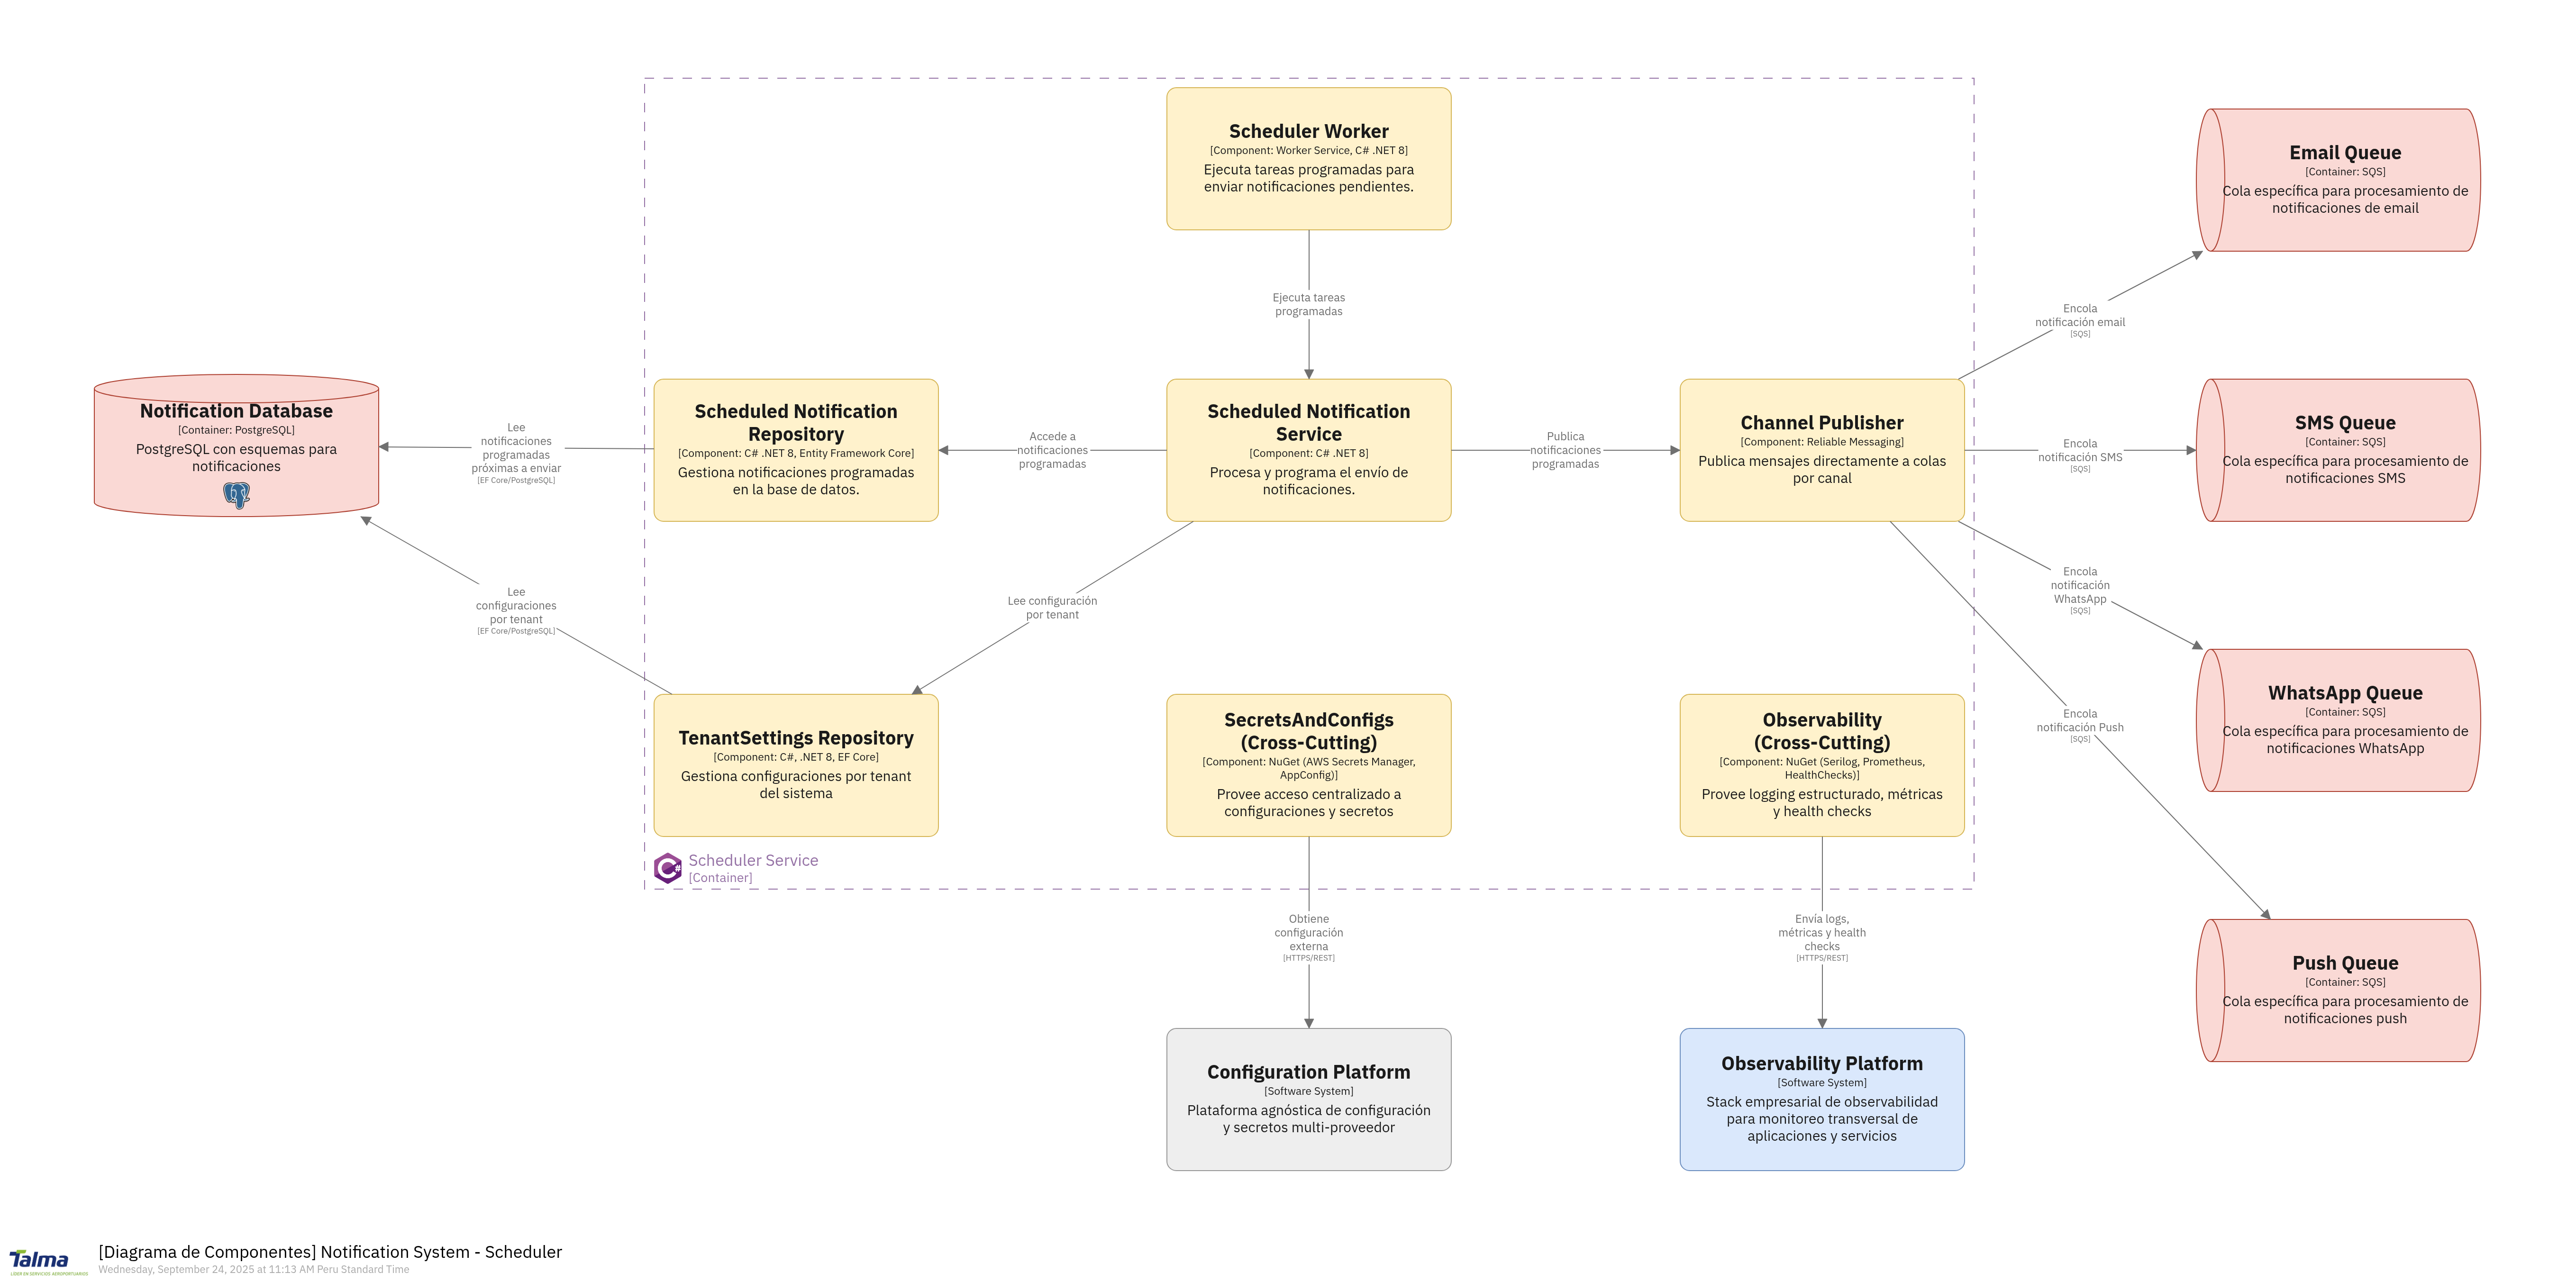 Scheduler Worker
[Component: Worker Service, C# .NET 8]
Ejecuta tareas programadas para
enviar notificaciones pendientes.
Email Queue
[Container: SQS]
Cola específica para procesamiento de
notificaciones de email
Ejecuta tareas
programadas
Encola
notificación email
[SQS]
Notification Database
[Container: PostgreSQL]
PostgreSQL con esquemas para
notificaciones
Lee
notificaciones
programadas
próximas a enviar
[EF Core/PostgreSQL]
Scheduled Notification
Repository
[Component: C# .NET 8, Entity Framework Core]
Gestiona notificaciones programadas
en la base de datos.
Accede a
notificaciones
programadas
Scheduled Notification
Service
[Component: C# .NET 8]
Procesa y programa el envío de
notificaciones.
Publica
notificaciones
programadas
Channel Publisher
[Component: Reliable Messaging]
Publica mensajes directamente a colas
por canal
Encola
notificación SMS
[SQS]
SMS Queue
[Container: SQS]
Cola específica para procesamiento de
notificaciones SMS
Lee
configuraciones
por tenant
[EF Core/PostgreSQL]
Lee configuración
por tenant
Encola
notificación
WhatsApp
[SQS]
TenantSettings Repository
[Component: C#, .NET 8, EF Core]
Gestiona configuraciones por tenant
del sistema
SecretsAndConfigs
(Cross-Cutting)
[Component: NuGet (AWS Secrets Manager,
AppConfig)]
Provee acceso centralizado a
configuraciones y secretos
Observability
(Cross-Cutting)
[Component: NuGet (Serilog, Prometheus,
HealthChecks)]
Provee logging estructurado, métricas
y health checks
Encola
notificación Push
[SQS]
WhatsApp Queue
[Container: SQS]
Cola específica para procesamiento de
notificaciones WhatsApp
C#
Scheduler Service
[Container]
Obtiene
configuración
externa
[HTTPS/REST]
Envía logs,
métricas y health
checks
[HTTPS/REST]
Push Queue
[Container: SQS]
Cola específica para procesamiento de
notificaciones push
Configuration Platform
[Software System]
Plataforma agnóstica de configuración
y secretos multi-proveedor
Observability Platform
[Software System]
Stack empresarial de observabilidad
para monitoreo transversal de
aplicaciones y servicios
Talma
LÍDER EN SERVICIOS AEROPORTUARIOS
[Diagrama de Componentes] Notification System - Scheduler
Wednesday, September 24, 2025 at 11:13 AM Peru Standard Time